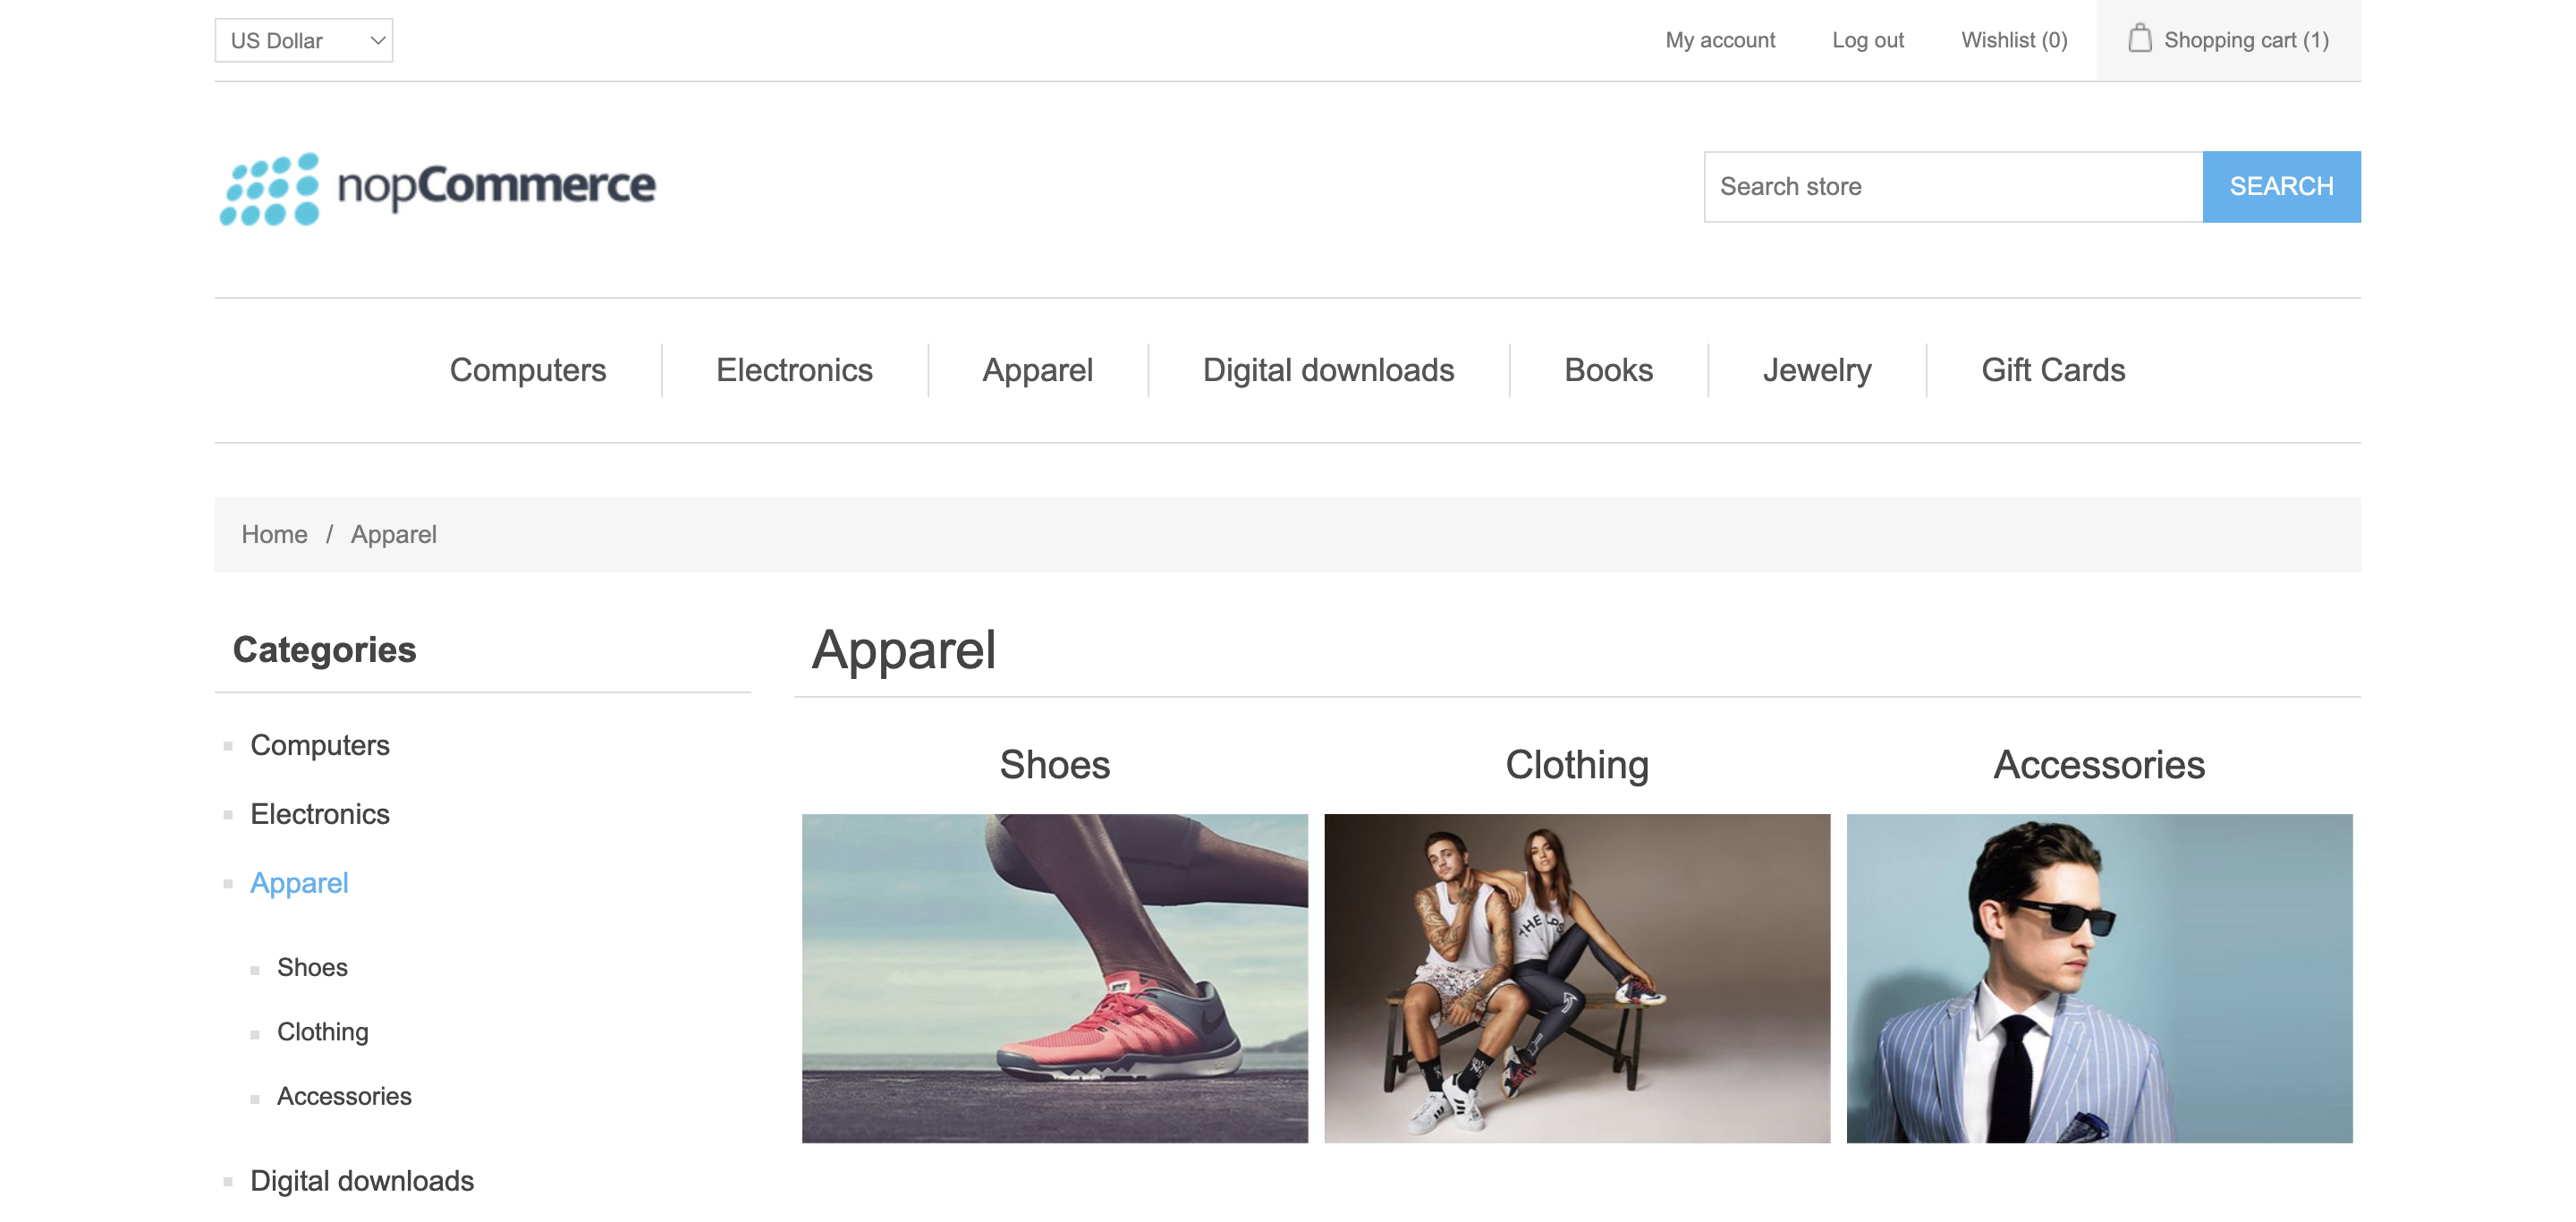 US Dollar
My account
Log out
Wishlist (0)
Shopping cart (1)
nopCommerce
Search store
SEARCH
Computers
Electronics
Apparel
Digital downloads
Books
Jewelry
Gift Cards
Home / Apparel
Categories
Computers
Electronics
Apparel
Shoes
Clothing
Accessories
Digital downloads
Apparel
Shoes
Clothing
Accessories